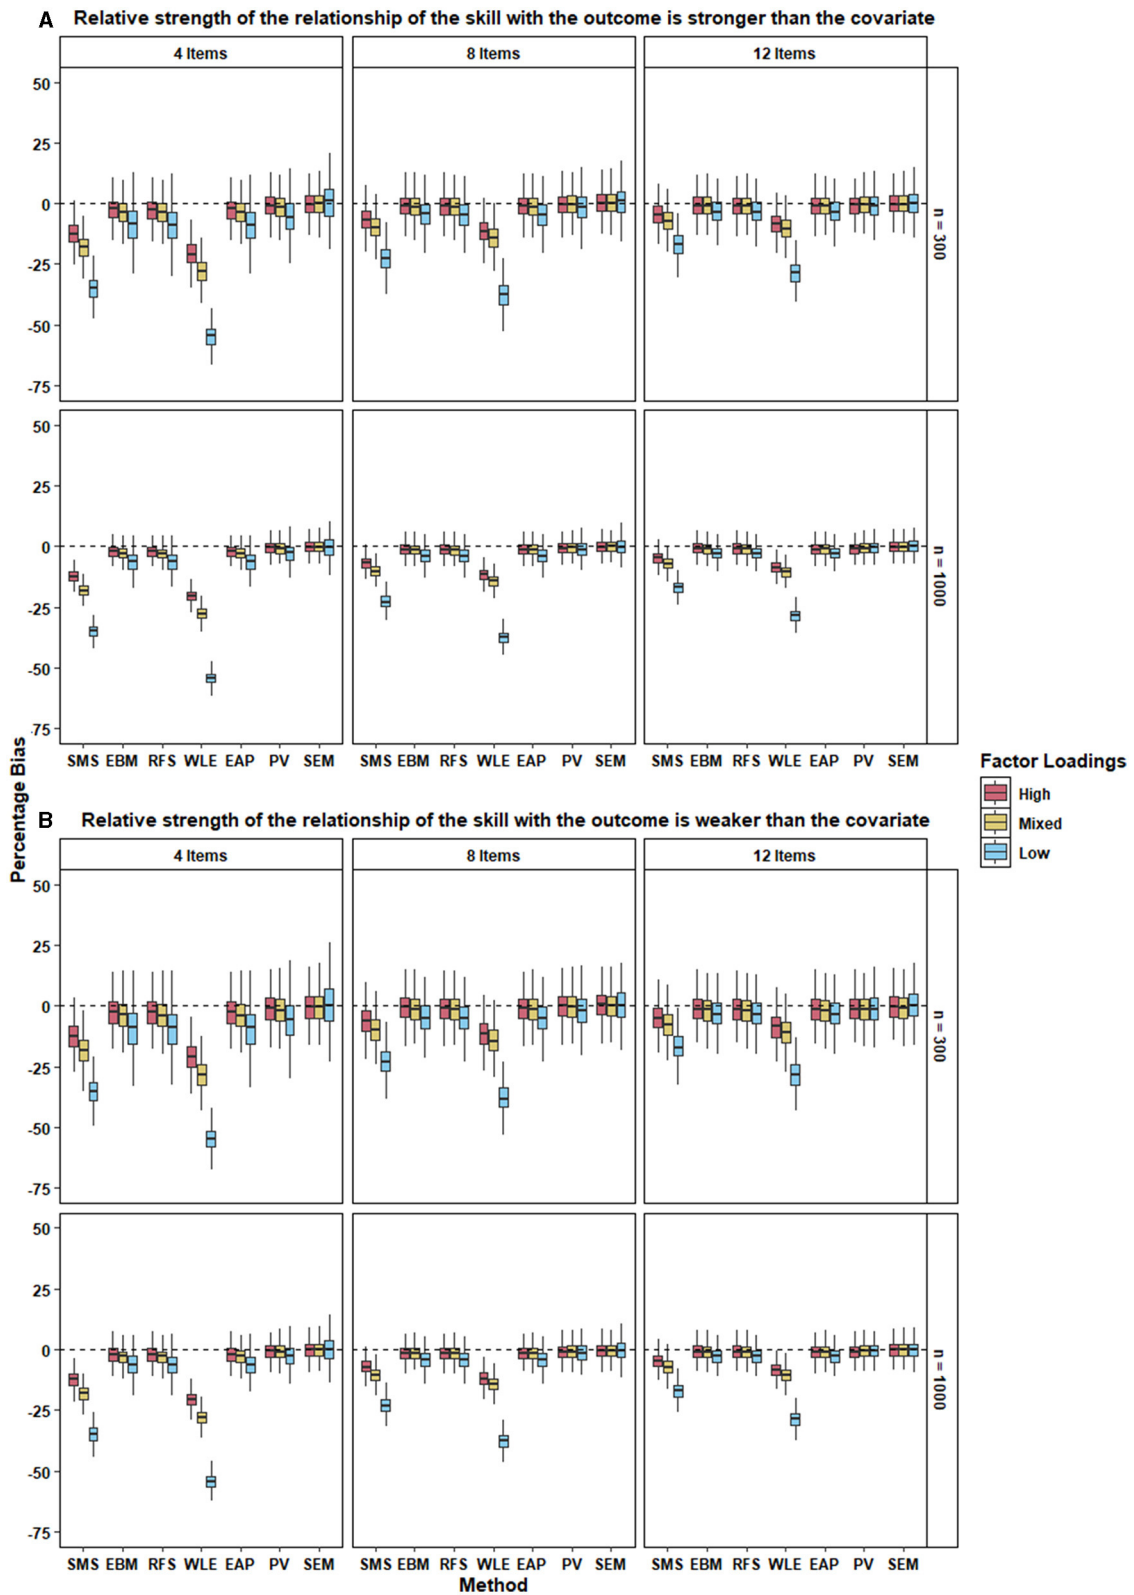 A Relative strength of the relationship of the skill with the outcome is stronger than the covariate
4 Items 8 Items 12 Items
50
25
0
-25
-50
-75
n = 300
50
25
0
-25
-50
-75
n = 1000
SMS EBM RFS WLE EAP PV SEM SMS EBM RFS WLE EAP PV SEM SMS EBM RFS WLE EAP PV SEM
Percentage Bias
Factor Loadings
High
Mixed
Low
B Relative strength of the relationship of the skill with the outcome is weaker than the covariate
4 Items 8 Items 12 Items
50
25
0
-25
-50
-75
n = 300
50
25
0
-25
-50
-75
n = 1000
SMS EBM RFS WLE EAP PV SEM SMS EBM RFS WLE EAP PV SEM SMS EBM RFS WLE EAP PV SEM
Method